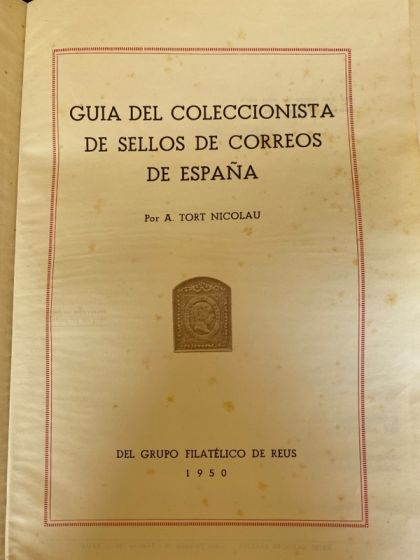 GUIA DEL COLECCIONISTA
DE SELLOS DE CORREOS
DE ESPAÑA
Por A. TORT NICOLAU
DEL GRUPO FILATÉLICO DE REUS
1950